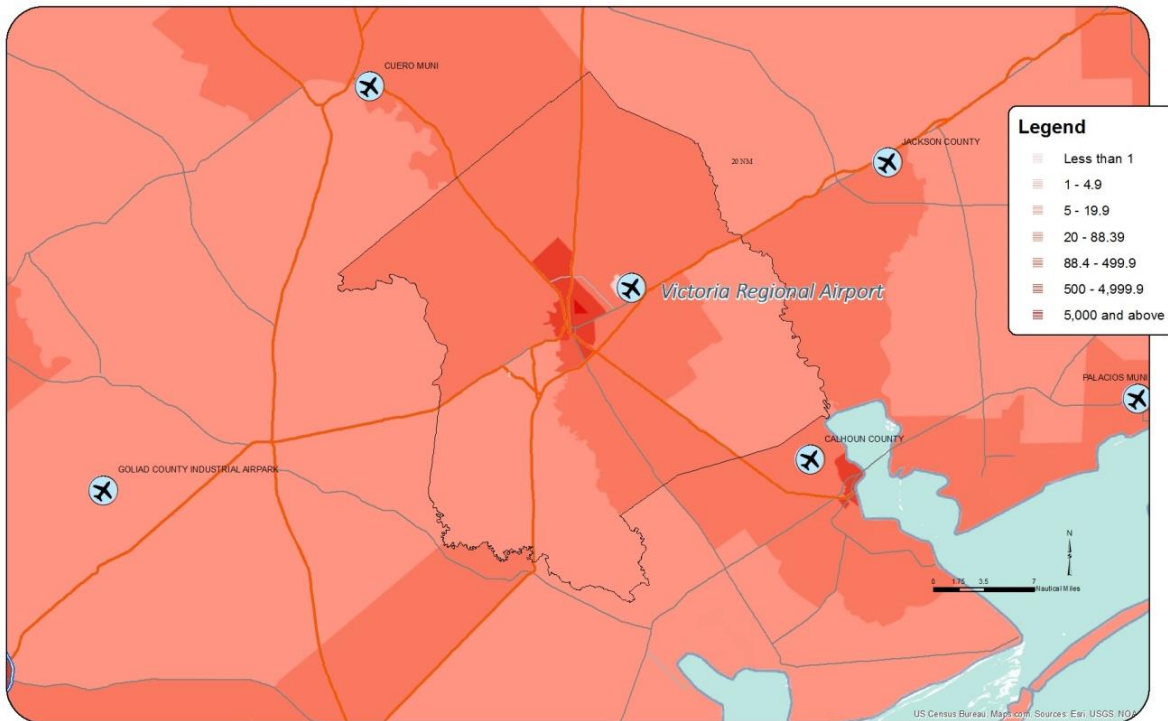 CUERO MUNI
JACKSON COUNTY
20 NM
Legend
Less than 1
1 - 4.9
5 - 19.9
20 - 88.39
88.4 - 499.9
500 - 4,999.9
5,000 and above
Victoria Regional Airport
PALACIOS MUNI
CALHOUN COUNTY
GOLIAD COUNTY INDUSTRIAL AIRPARK
N
0 1.75 3.5 7
Nautical Miles
US Census Bureau, Maps.com, Sources: Esri, USGS, NOA